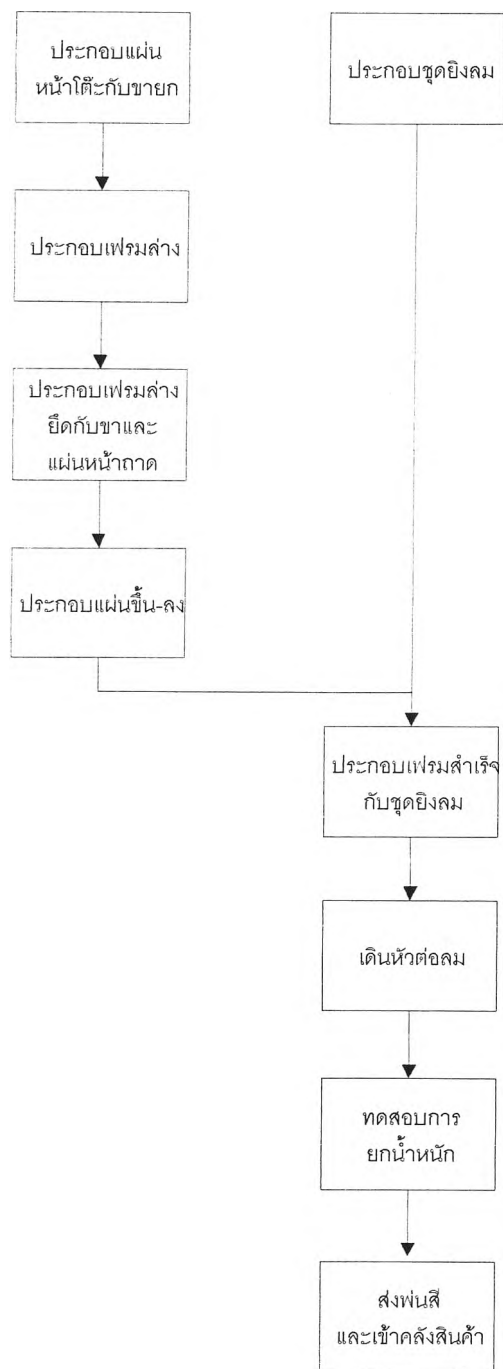 ประกอบแผ่น
หน้าโต๊ะกับขายก
ประกอบชุดยิงลม
ประกอบเฟรมล่าง
ประกอบเฟรมล่าง
ยึดกับขาและ
แผ่นหน้าถาด
ประกอบแผ่นขึ้น-ลง
ประกอบเฟรมสำเร็จ
กับชุดยิงลม
เดินหัวต่อลม
ทดสอบการ
ยกน้ำหนัก
ส่งพ่นสี
และเข้าคลังสินค้า